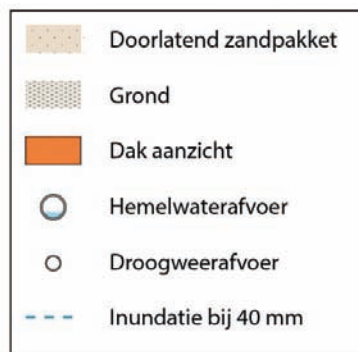 Doorlatend zandpakket
Grond
Dak aanzicht
Hemelwaterafvoer
Droogweerafvoer
Inundatie bij 40 mm